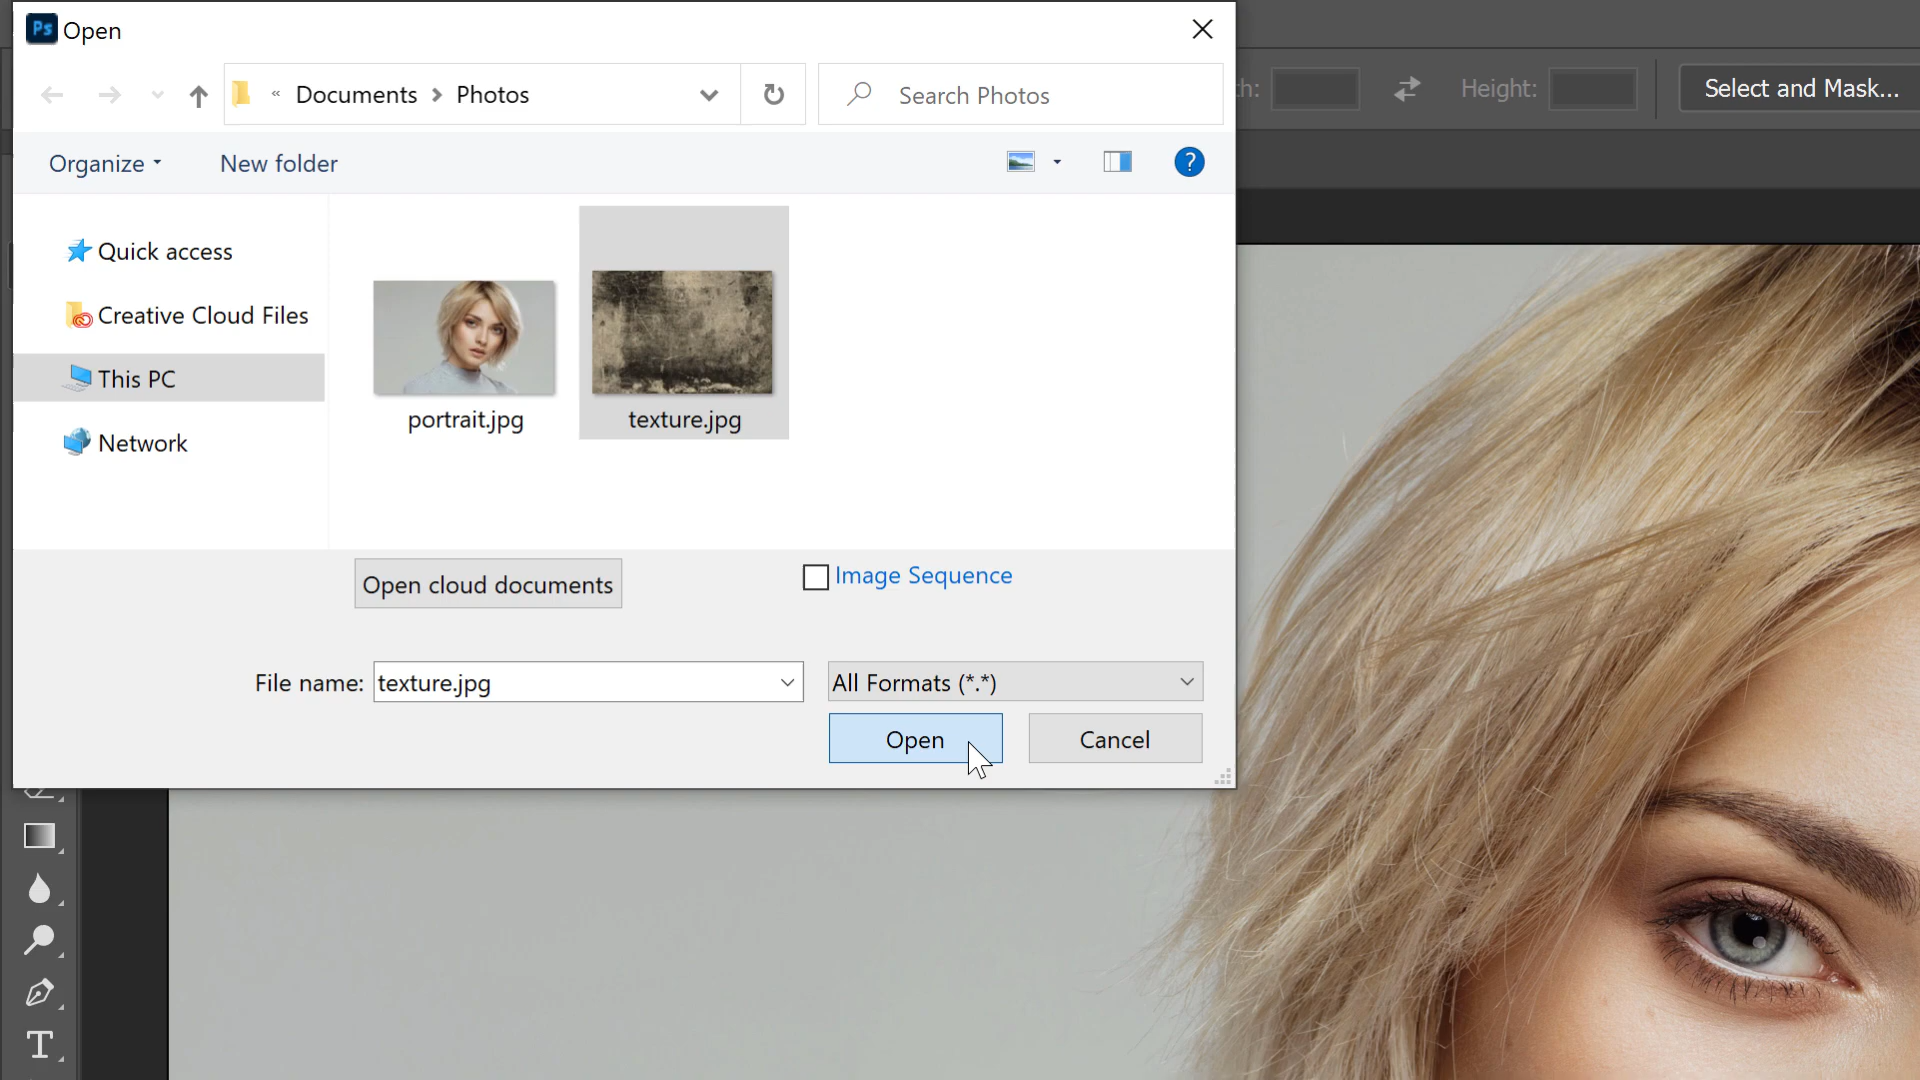 Ps Open
« Documents > Photos
Search Photos
Height:
Select and Mask...
Organize
New folder
?
Quick access
Creative Cloud Files
This PC
Network
portrait.jpg
texture.jpg
Open cloud documents
Image Sequence
File name: texture.jpg
All Formats (*.*)
Open
Cancel
T